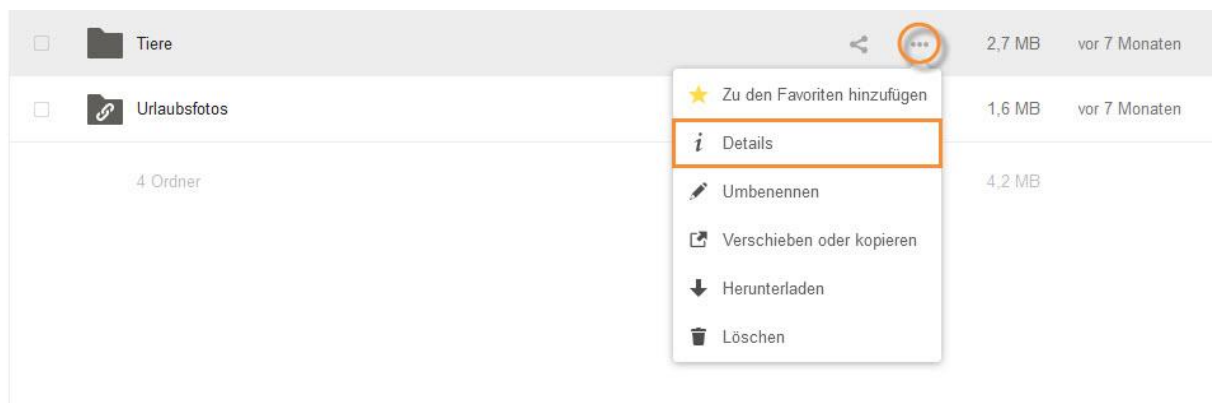 Tiere 2,7 MB vor 7 Monaten
Zu den Favoriten hinzufügen
Urlaubsfotos 1,6 MB vor 7 Monaten
Details
4 Ordner 4,2 MB
Umbenennen
Verschieben oder kopieren
Herunterladen
Löschen